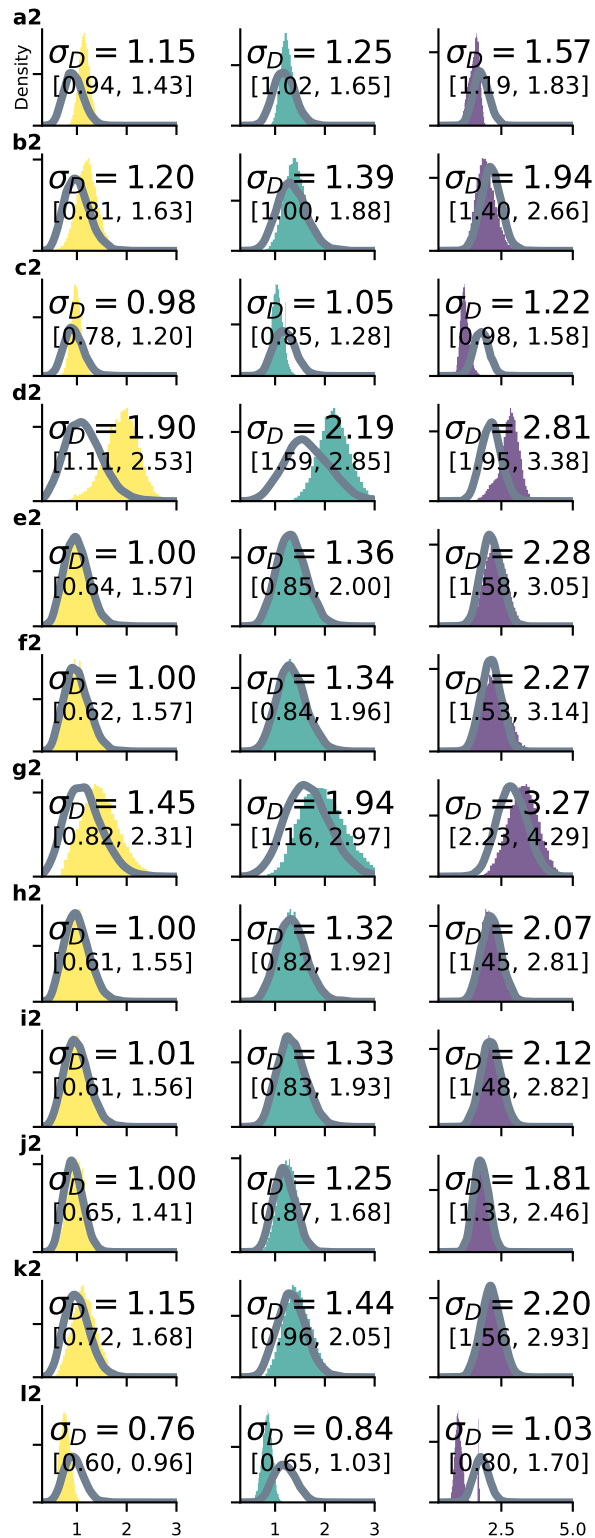 a2
Density
σD = 1.15 σD = 1.25 σD = 1.57
[0.94, 1.43] [1.02, 1.65] [1.19, 1.83]
b2
σD = 1.20 σD = 1.39 σD = 1.94
[0.81, 1.63] [1.00, 1.88] [1.40, 2.66]
c2
σD = 0.98 σD = 1.05 σD = 1.22
[0.78, 1.20] [0.85, 1.28] [0.98, 1.58]
d2
σD = 1.90 σD = 2.19 σD = 2.81
[1.11, 2.53] [1.59, 2.85] [1.95, 3.38]
e2
σD = 1.00 σD = 1.36 σD = 2.28
[0.64, 1.57] [0.85, 2.00] [1.58, 3.05]
f2
σD = 1.00 σD = 1.34 σD = 2.27
[0.62, 1.57] [0.84, 1.96] [1.53, 3.14]
g2
σD = 1.45 σD = 1.94 σD = 3.27
[0.82, 2.31] [1.16, 2.97] [2.23, 4.29]
h2
σD = 1.00 σD = 1.32 σD = 2.07
[0.61, 1.55] [0.82, 1.92] [1.45, 2.81]
i2
σD = 1.01 σD = 1.33 σD = 2.12
[0.61, 1.56] [0.83, 1.93] [1.48, 2.82]
j2
σD = 1.00 σD = 1.25 σD = 1.81
[0.65, 1.41] [0.87, 1.68] [1.33, 2.46]
k2
σD = 1.15 σD = 1.44 σD = 2.20
[0.72, 1.68] [0.96, 2.05] [1.56, 2.93]
l2
σD = 0.76 σD = 0.84 σD = 1.03
[0.60, 0.96] [0.65, 1.03] [0.80, 1.70]
1 2 3 1 2 3 2.5 5.0